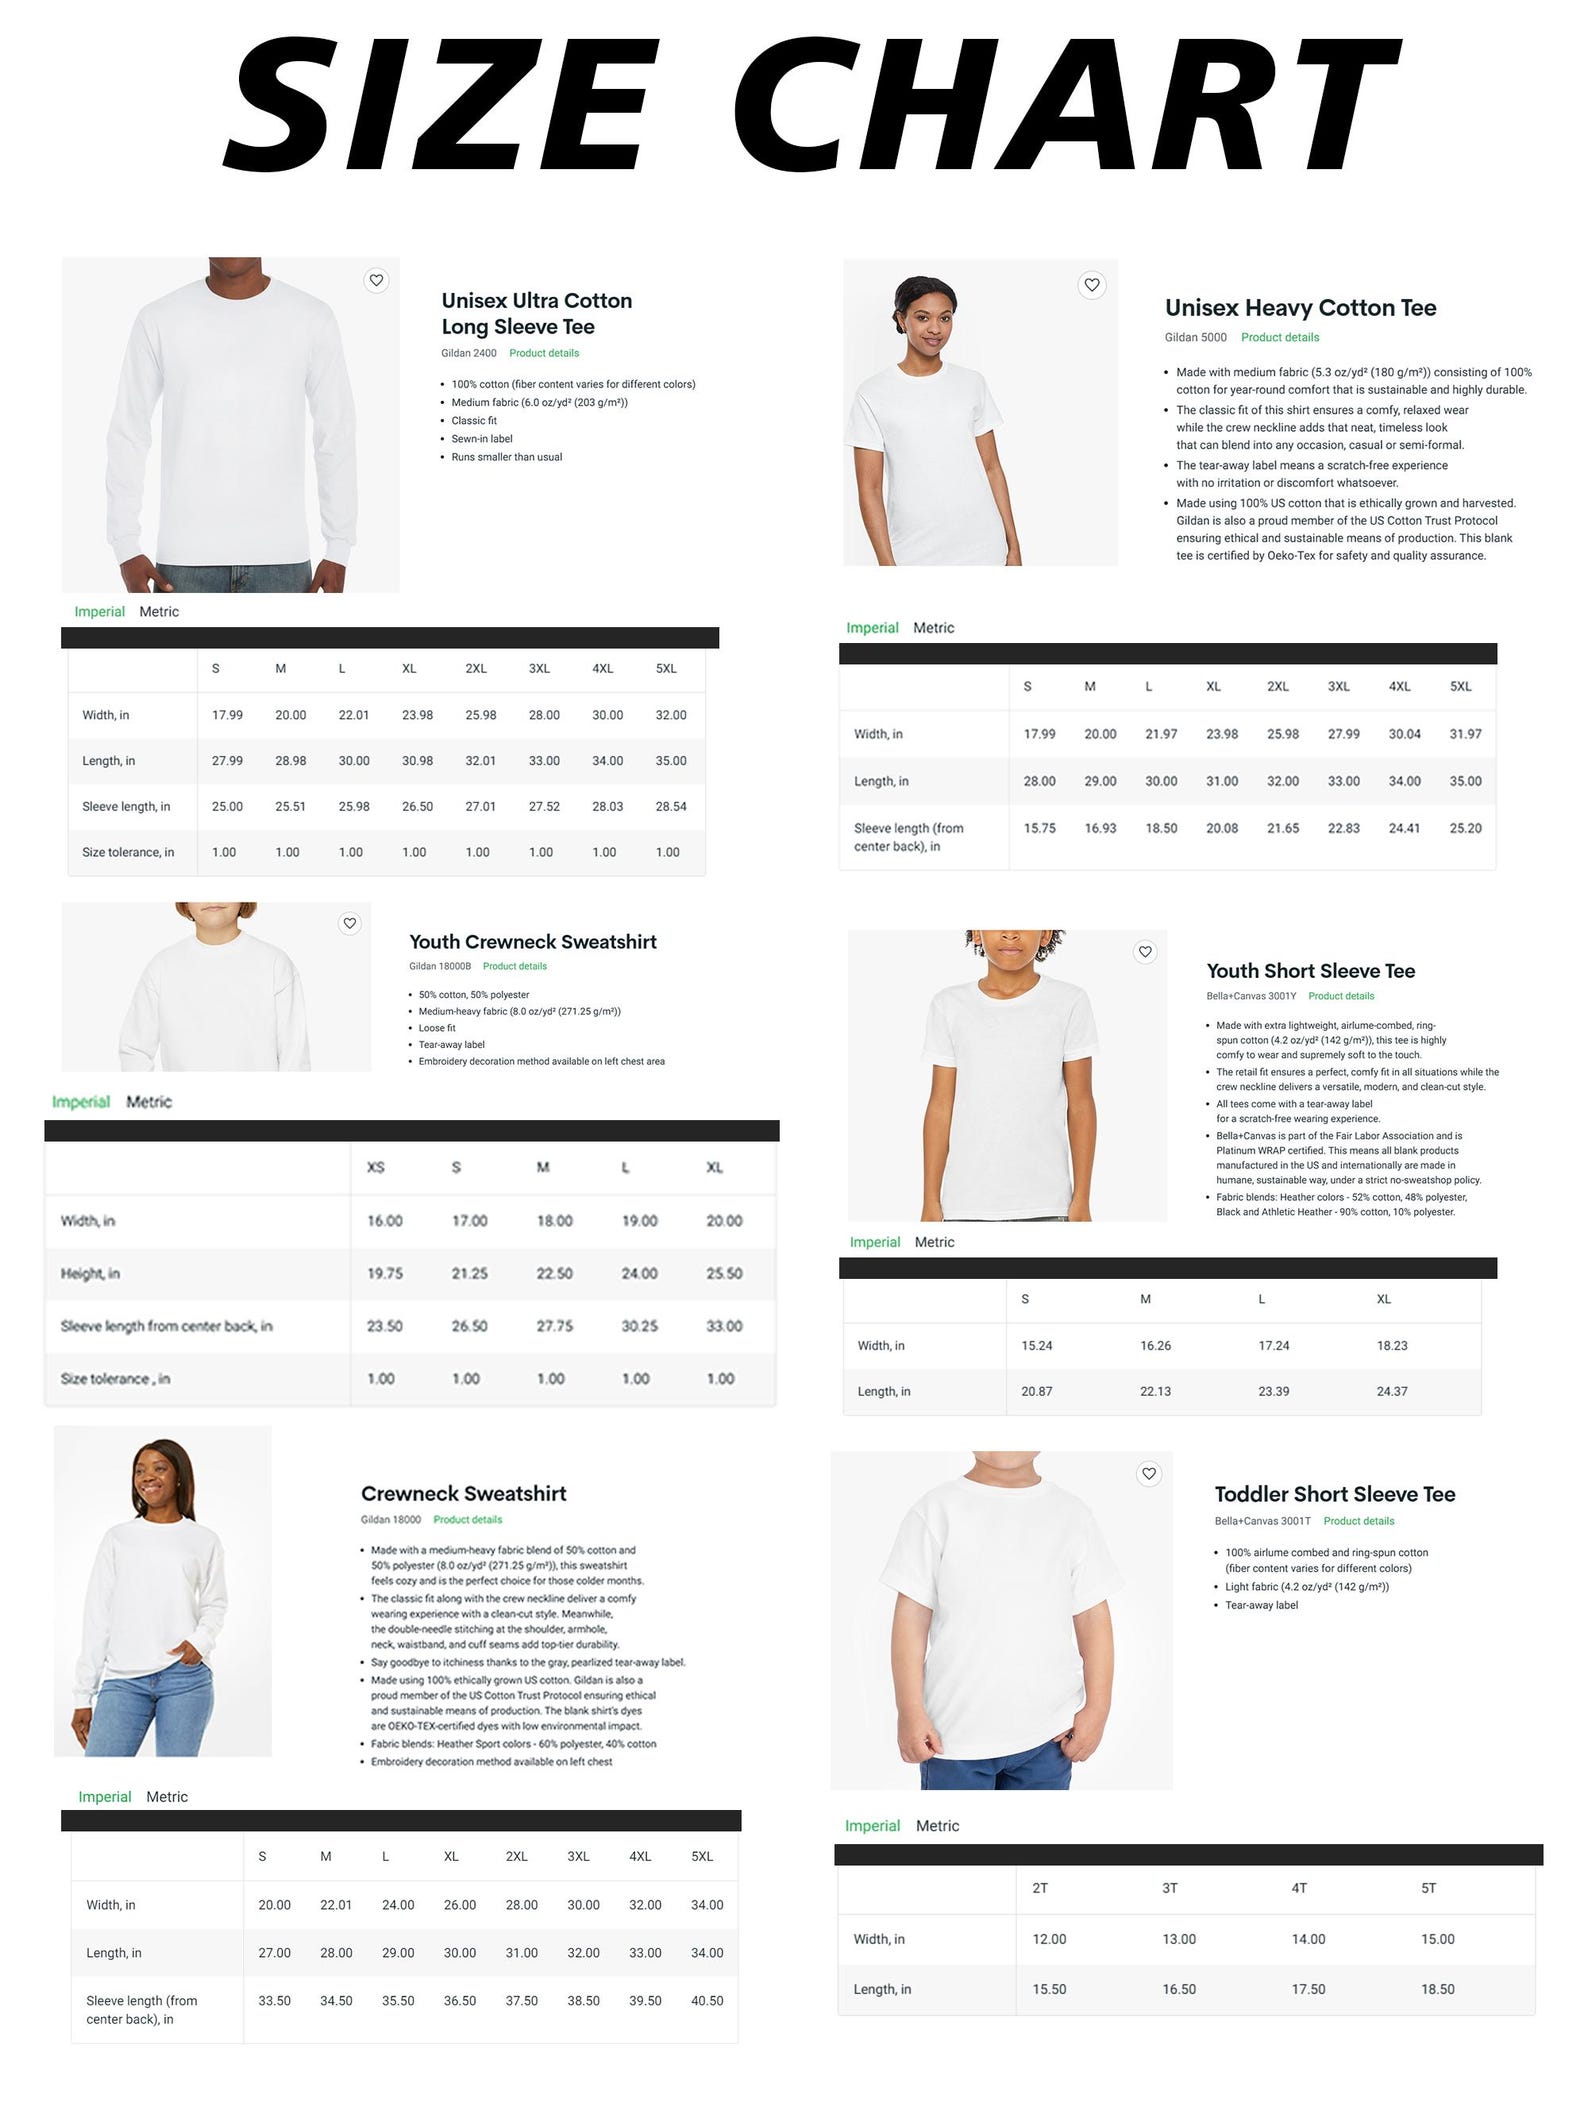 SIZE CHART
Unisex Ultra Cotton
Long Sleeve Tee
Gildan 2400 Product details
• 100% cotton (fiber content varies for different colors)
• Medium fabric (6.0 oz/yd² (203 g/m²))
• Classic fit
• Sewn-in label
• Runs smaller than usual
Imperial Metric
S M L XL 2XL 3XL 4XL 5XL
Width, in 17.99 20.00 22.01 23.98 25.98 28.00 30.00 32.00
Length, in 27.99 28.98 30.00 30.98 32.01 33.00 34.00 35.00
Sleeve length, in 25.00 25.51 25.98 26.50 27.01 27.52 28.03 28.54
Size tolerance, in 1.00 1.00 1.00 1.00 1.00 1.00 1.00 1.00
Unisex Heavy Cotton Tee
Gildan 5000 Product details
• Made with medium fabric (5.3 oz/yd² (180 g/m²)) consisting of 100%
cotton for year-round comfort that is sustainable and highly durable.
• The classic fit of this shirt ensures a comfy, relaxed wear
while the crew neckline adds that neat, timeless look
that can blend into any occasion, casual or semi-formal.
• The tear-away label means a scratch-free experience
with no irritation or discomfort whatsoever.
• Made using 100% US cotton that is ethically grown and harvested.
Gildan is also a proud member of the US Cotton Trust Protocol
ensuring ethical and sustainable means of production. This blank
tee is certified by Oeko-Tex for safety and quality assurance.
Imperial Metric
S M L XL 2XL 3XL 4XL 5XL
Width, in 17.99 20.00 21.97 23.98 25.98 27.99 30.04 31.97
Length, in 28.00 29.00 30.00 31.00 32.00 33.00 34.00 35.00
Sleeve length (from 15.75 16.93 18.50 20.08 21.65 22.83 24.41 25.20
center back), in
Youth Crewneck Sweatshirt
Gildan 18000B Product details
• 50% cotton, 50% polyester
• Medium-heavy fabric (8.0 oz/yd² (271.25 g/m²))
• Loose fit
• Tear-away label
• Embroidery decoration method available on left chest area
Imperial Metric
XS S M L XL
Width, in 16.00 17.00 18.00 19.00 20.00
Height, in 19.75 21.25 22.50 24.00 25.50
Sleeve length from center back, in 23.50 26.50 27.75 30.25 33.00
Size tolerance , in 1.00 1.00 1.00 1.00 1.00
Youth Short Sleeve Tee
Bella+Canvas 3001Y Product details
• Made with extra lightweight, airlume-combed, ring-
spun cotton (4.2 oz/yd² (142 g/m²)), this tee is highly
comfy to wear and supremely soft to the touch.
• The retail fit ensures a perfect, comfy fit in all situations while the
crew neckline delivers a versatile, modern, and clean-cut style.
• All tees come with a tear-away label
for a scratch-free wearing experience.
• Bella+Canvas is part of the Fair Labor Association and is
Platinum WRAP certified. This means all blank products
manufactured in the US and internationally are made in
humane, sustainable way, under a strict no-sweatshop policy.
• Fabric blends: Heather colors - 52% cotton, 48% polyester,
Black and Athletic Heather - 90% cotton, 10% polyester.
Imperial Metric
S M L XL
Width, in 15.24 16.26 17.24 18.23
Length, in 20.87 22.13 23.39 24.37
Crewneck Sweatshirt
Gildan 18000 Product details
• Made with a medium-heavy fabric blend of 50% cotton and
50% polyester (8.0 oz/yd² (271.25 g/m²)), this sweatshirt
feels cozy and is the perfect choice for those colder months.
• The classic fit along with the crew neckline deliver a comfy
wearing experience with a clean-cut style. Meanwhile,
the double-needle stitching at the shoulder, armhole,
neck, waistband, and cuff seams add top-tier durability.
• Say goodbye to itchiness thanks to the gray, pearlized tear-away label.
• Made using 100% ethically grown US cotton. Gildan is also a
proud member of the US Cotton Trust Protocol ensuring ethical
and sustainable means of production. The blank shirt's dyes
are OEKO-TEX-certified dyes with low environmental impact.
• Fabric blends: Heather Sport colors - 60% polyester, 40% cotton
• Embroidery decoration method available on left chest
Imperial Metric
S M L XL 2XL 3XL 4XL 5XL
Width, in 20.00 22.01 24.00 26.00 28.00 30.00 32.00 34.00
Length, in 27.00 28.00 29.00 30.00 31.00 32.00 33.00 34.00
Sleeve length (from 33.50 34.50 35.50 36.50 37.50 38.50 39.50 40.50
center back), in
Toddler Short Sleeve Tee
Bella+Canvas 3001T Product details
• 100% airlume combed and ring-spun cotton
(fiber content varies for different colors)
• Light fabric (4.2 oz/yd² (142 g/m²))
• Tear-away label
Imperial Metric
2T 3T 4T 5T
Width, in 12.00 13.00 14.00 15.00
Length, in 15.50 16.50 17.50 18.50